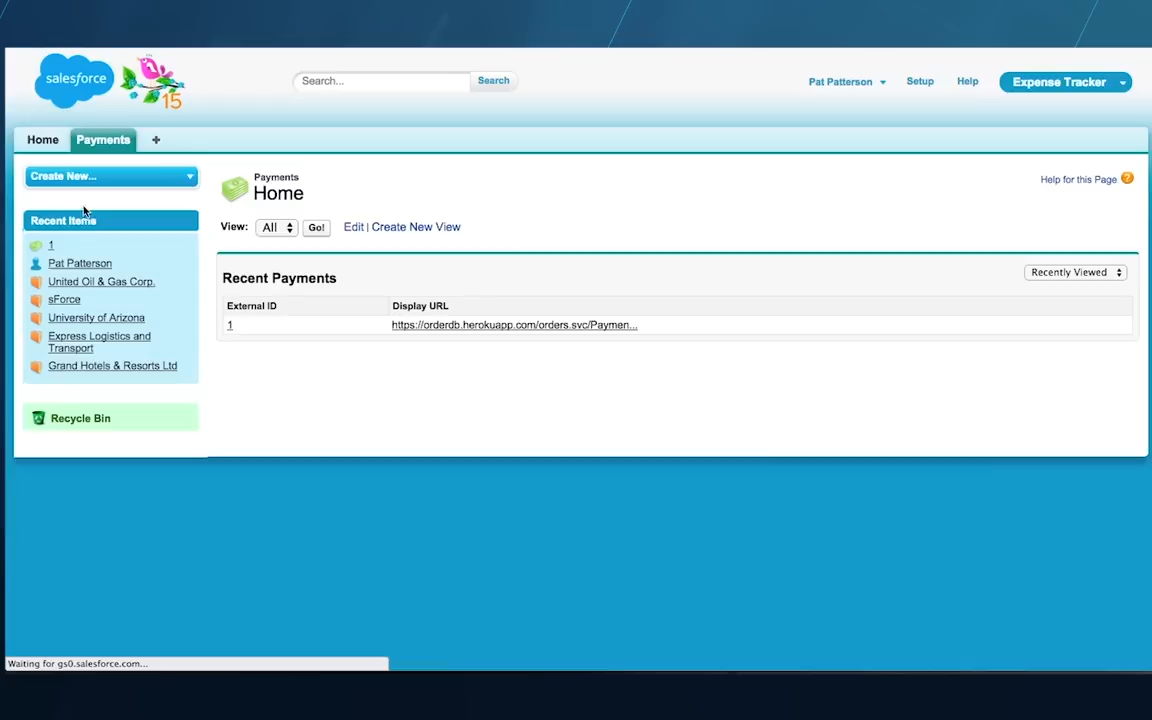 salesforce
15
Search...
Search
Pat Patterson
Setup
Help
Expense Tracker
Home
Payments
+
Create New...
Recent Items
1
Pat Patterson
United Oil & Gas Corp.
sForce
University of Arizona
Express Logistics and
Transport
Grand Hotels & Resorts Ltd
Recycle Bin
Payments
Home
Help for this Page ?
View: All Go! Edit | Create New View
Recent Payments
Recently Viewed
External ID Display URL
1 https://orderdb.herokuapp.com/orders.svc/Paymen...
Waiting for gs0.salesforce.com...